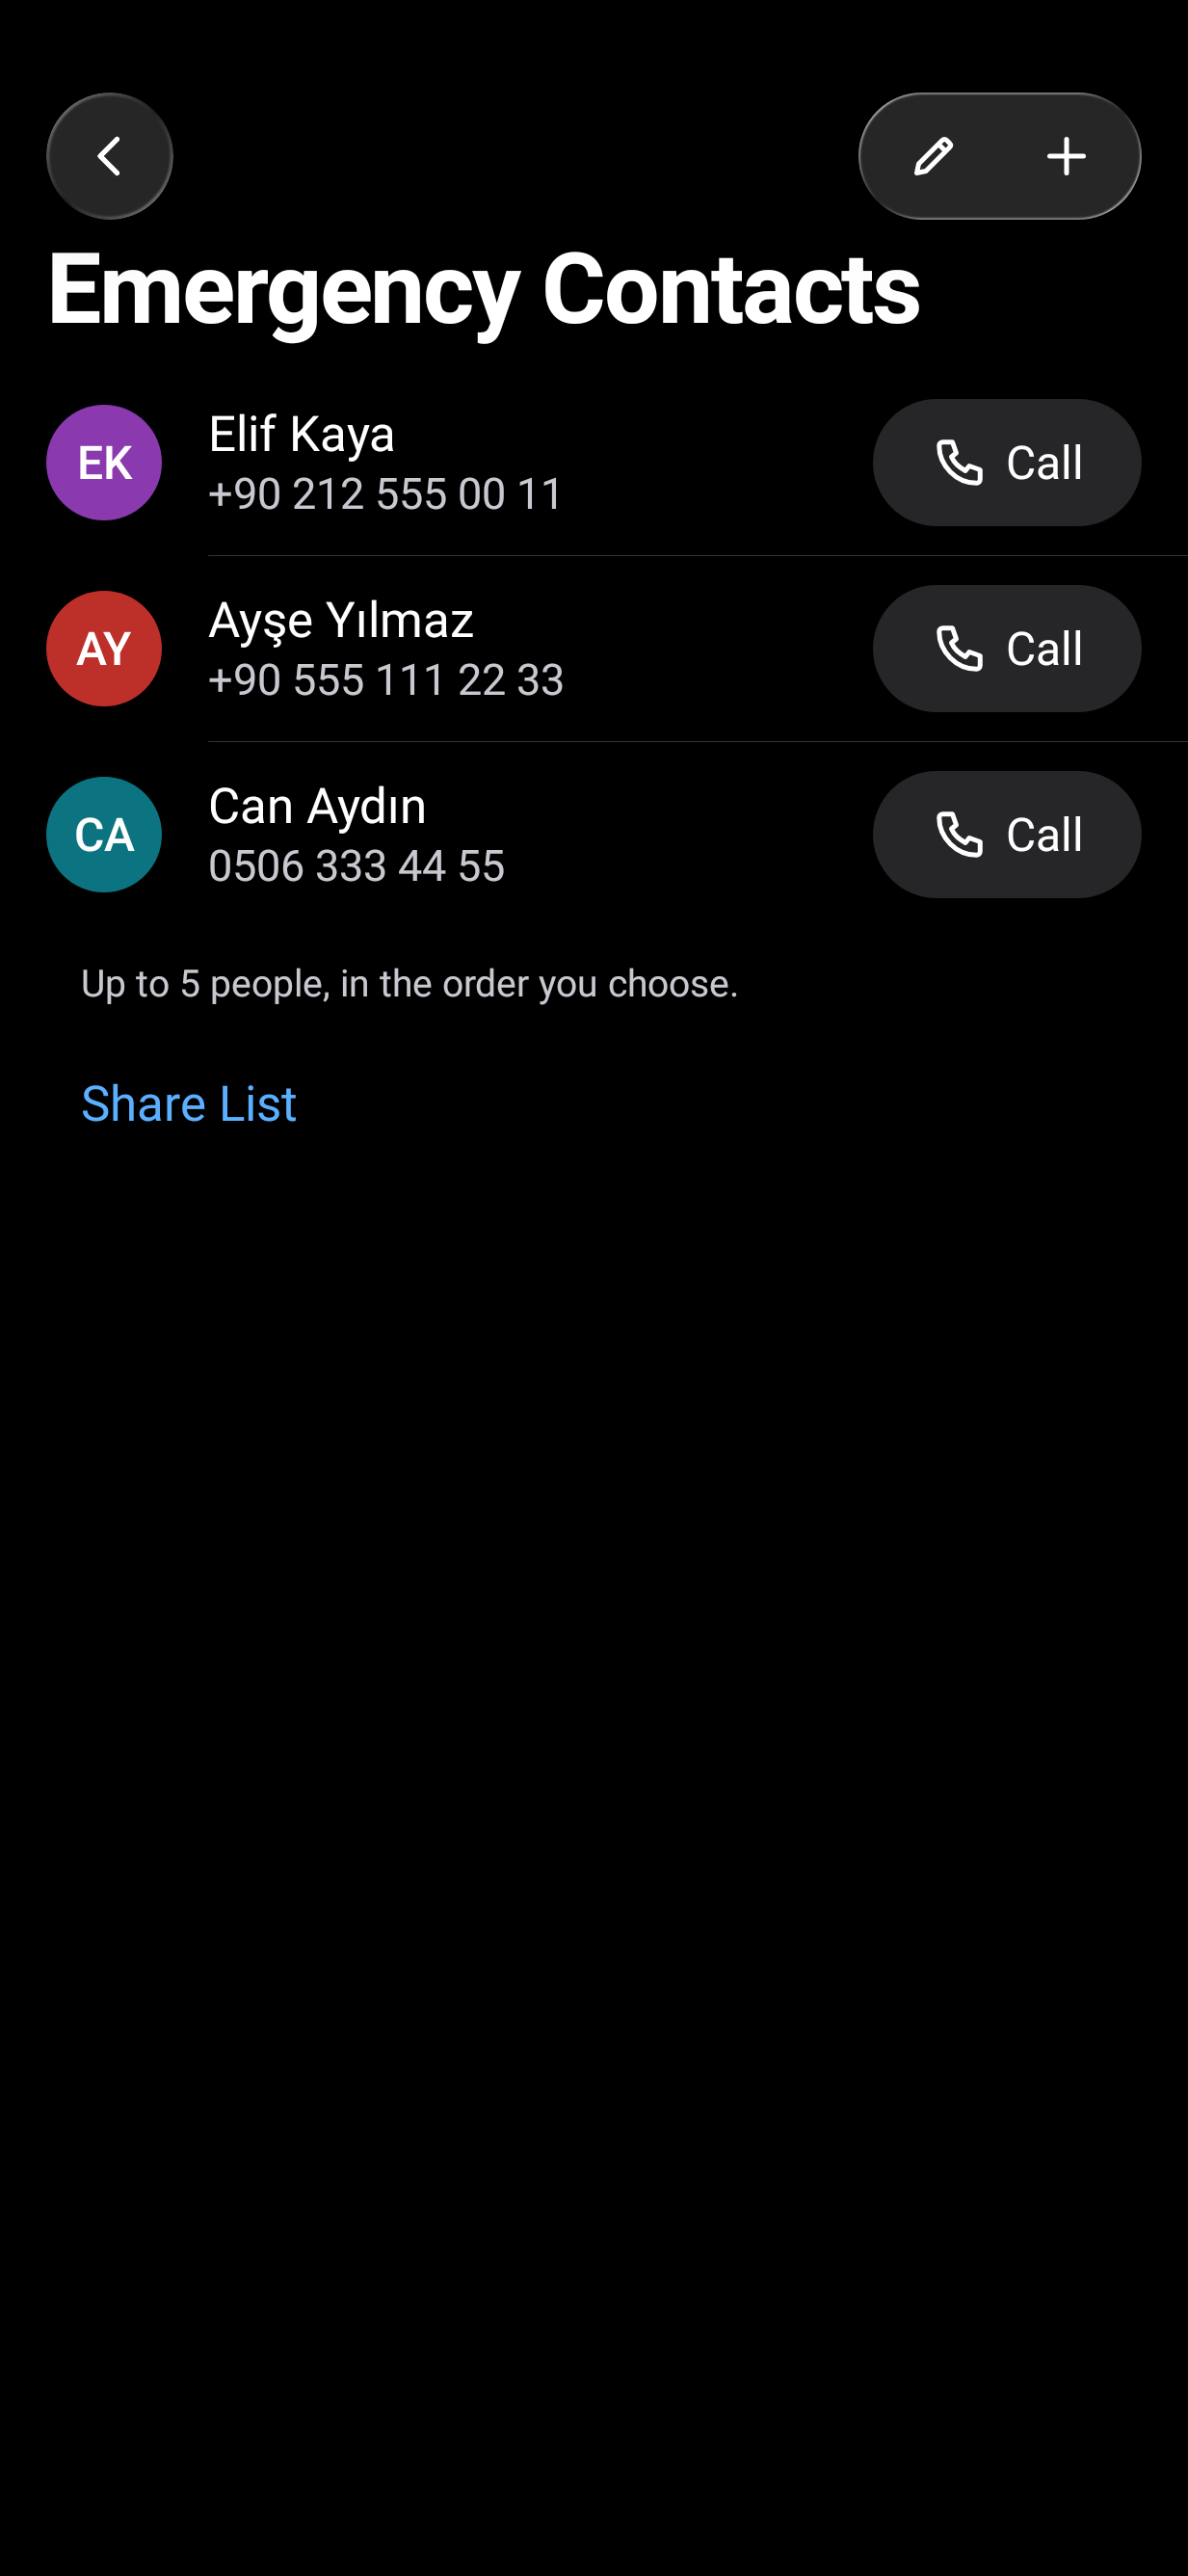 Emergency Contacts
EK
Elif Kaya
+90 212 555 00 11
Call
AY
Ayşe Yılmaz
+90 555 111 22 33
Call
CA
Can Aydın
0506 333 44 55
Call
Up to 5 people, in the order you choose.
Share List